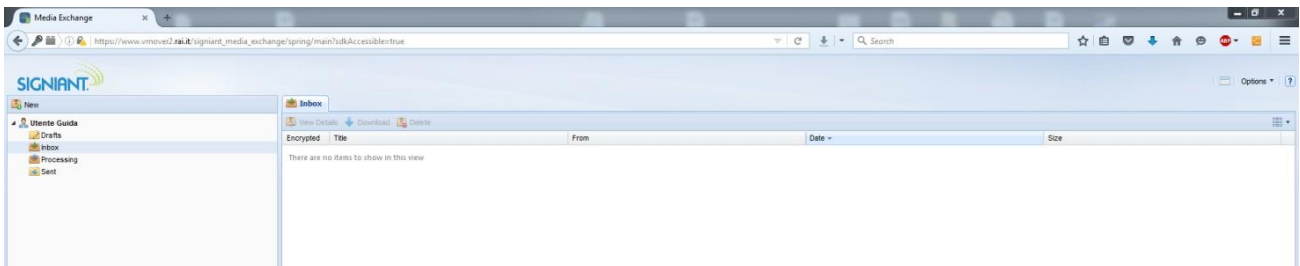 Media Exchange
https://www.vmover2.rai.it/signiant_media_exchange/spring/main?sdkAccessible=true
Search
ABP
SIGNIANT
Options
?
New
Inbox
Utente Guida
View Details Download Delete
Drafts
Encrypted Title From Date Size
Inbox
Processing
There are no items to show in this view
Sent